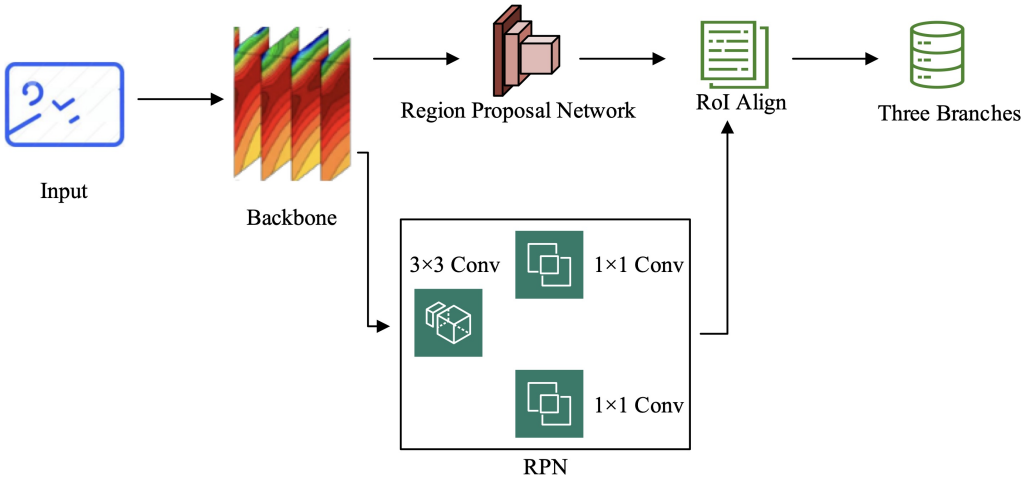 Input
Backbone
Region Proposal Network
RoI Align
Three Branches
3×3 Conv
1×1 Conv
1×1 Conv
RPN